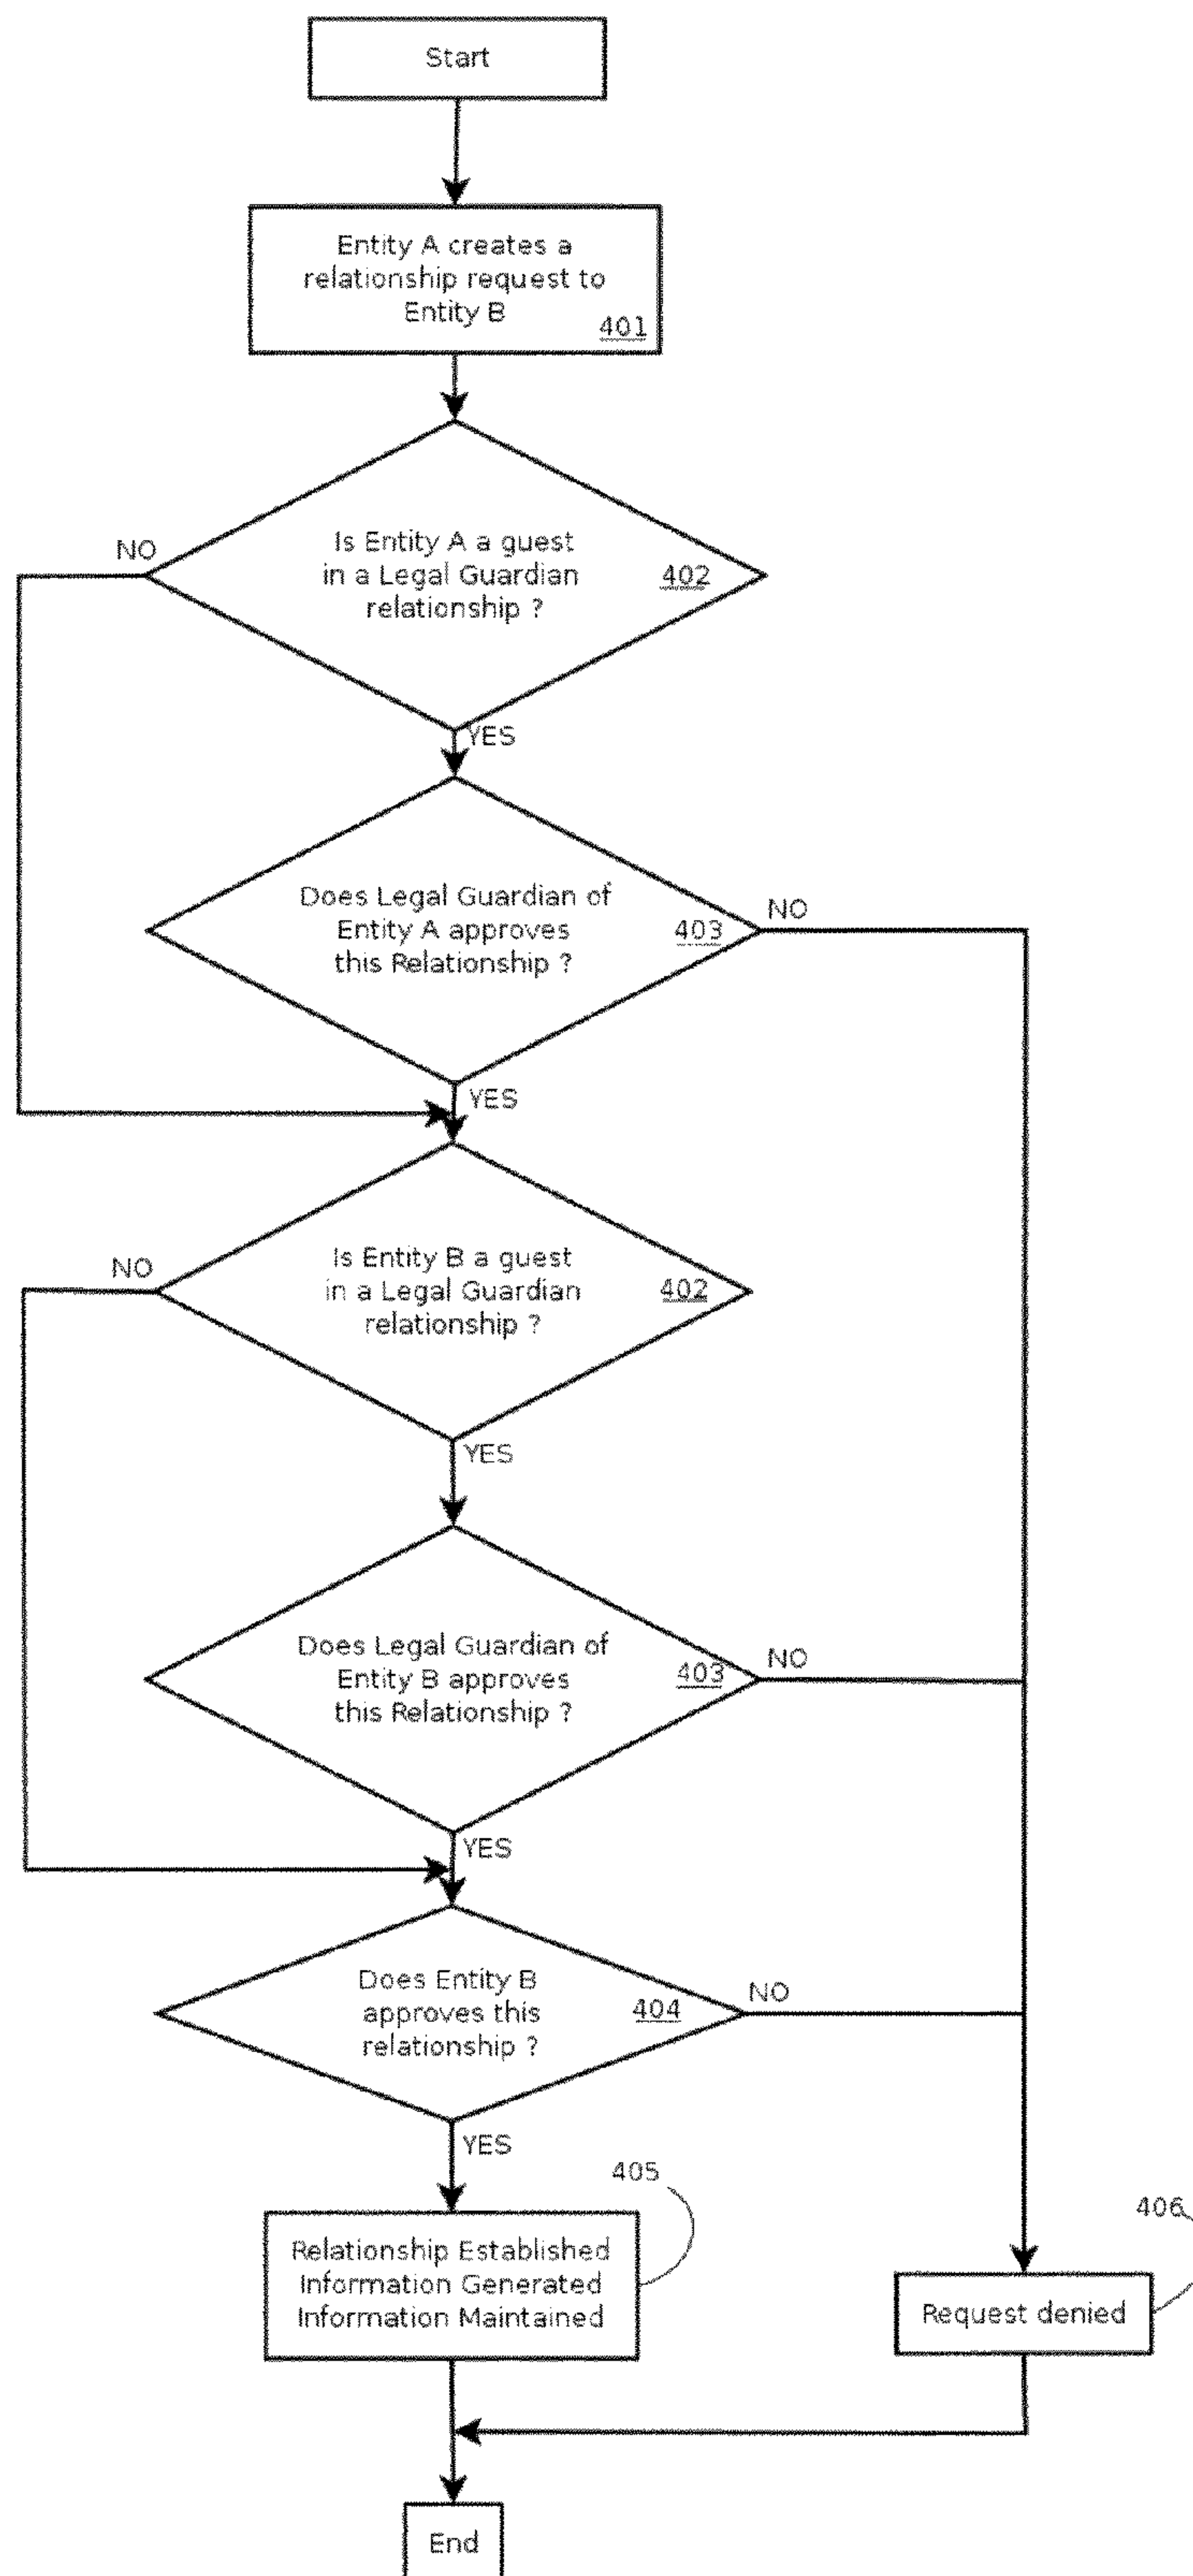 Start
Entity A creates a
relationship request to
Entity B
401
NO
Is Entity A a guest
in a Legal Guardian
relationship ?
402
YES
Does Legal Guardian of
Entity A approves
this Relationship ?
403
NO
YES
NO
Is Entity B a guest
in a Legal Guardian
relationship ?
402
YES
Does Legal Guardian of
Entity B approves
this Relationship ?
403
NO
YES
Does Entity B
approves this
relationship ?
404
NO
YES
405
Relationship Established
Information Generated
Information Maintained
406
Request denied
End